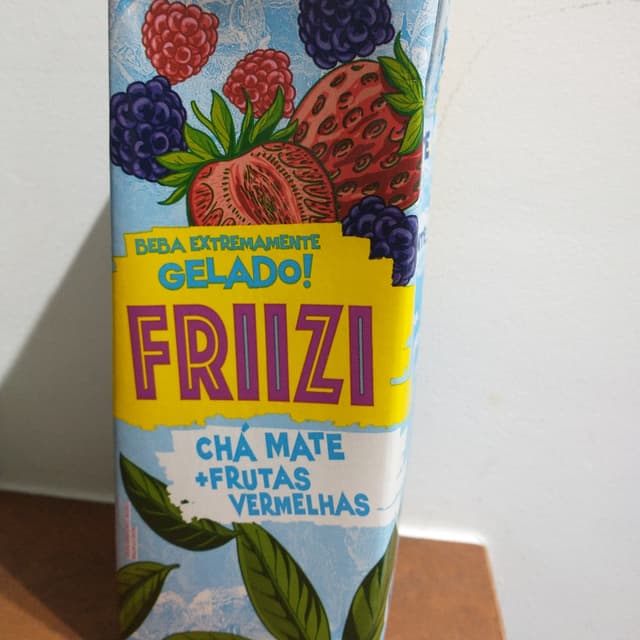 BEBA EXTREMAMENTE
GELADO!
FRIIZI
CHÁ MATE
+FRUTAS
VERMELHAS